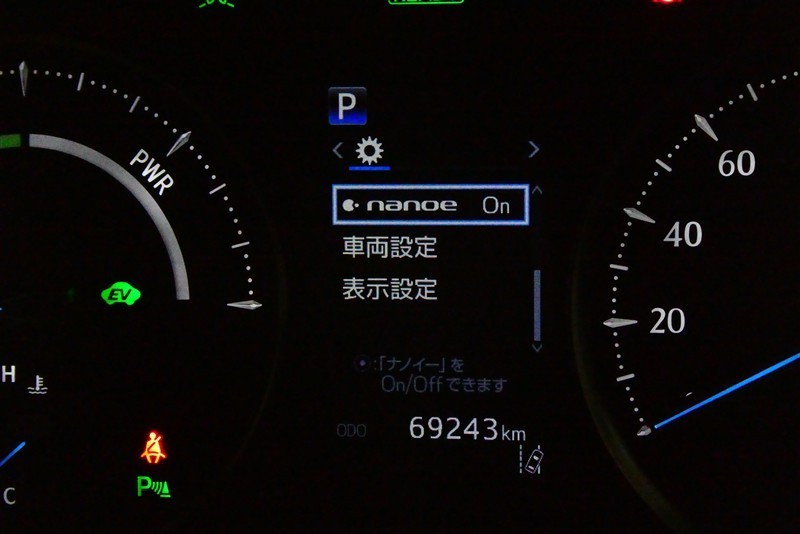 P
nanoe On
車両設定
表示設定
:「ナノイー」を
On/Offできます
ODO 69243km
PWR
EV
H
C
P
60
40
20